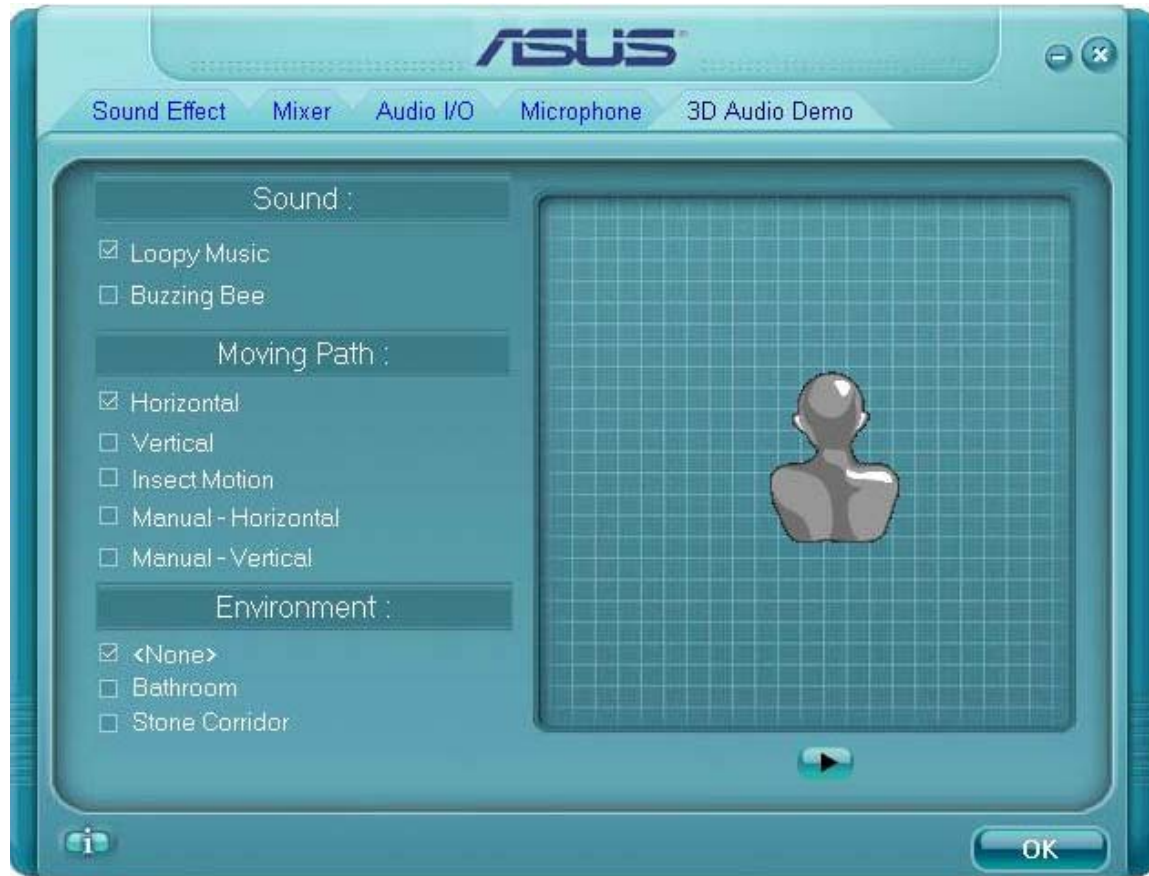 ASUS
Sound Effect Mixer Audio I/O Microphone 3D Audio Demo
Sound :
Loopy Music
Buzzing Bee
Moving Path :
Horizontal
Vertical
Insect Motion
Manual - Horizontal
Manual - Vertical
Environment :
<None>
Bathroom
Stone Corridor
i
OK